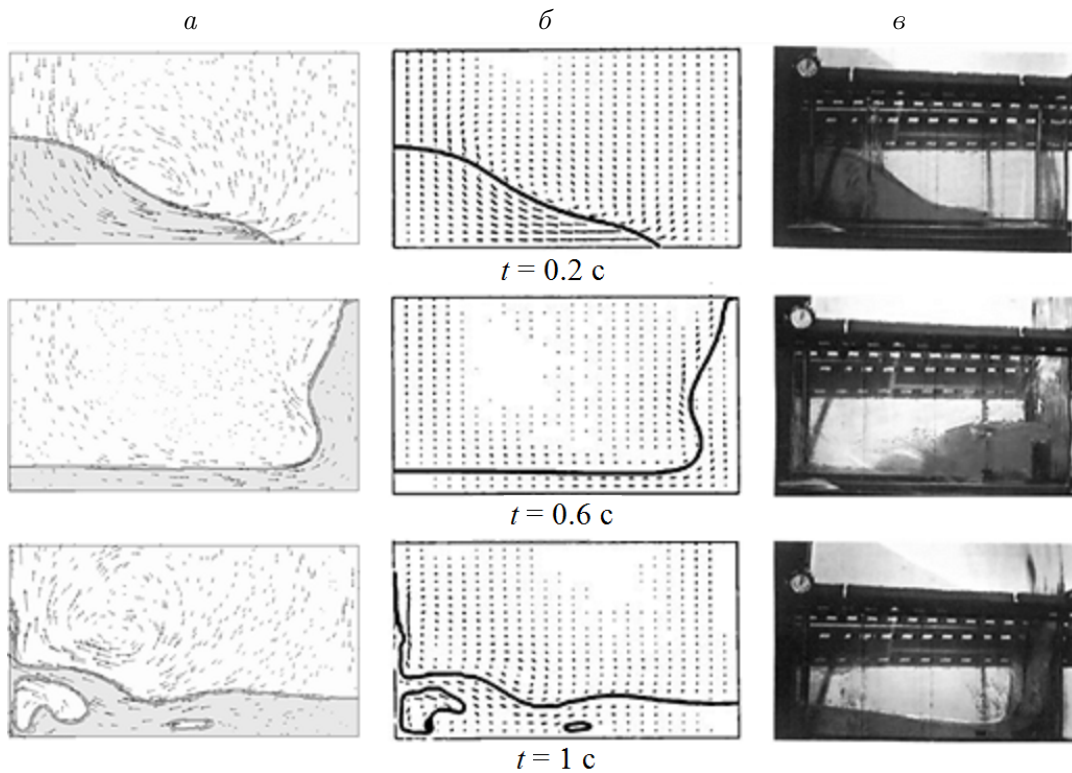 а б в
t = 0.2 с
t = 0.6 с
t = 1 с